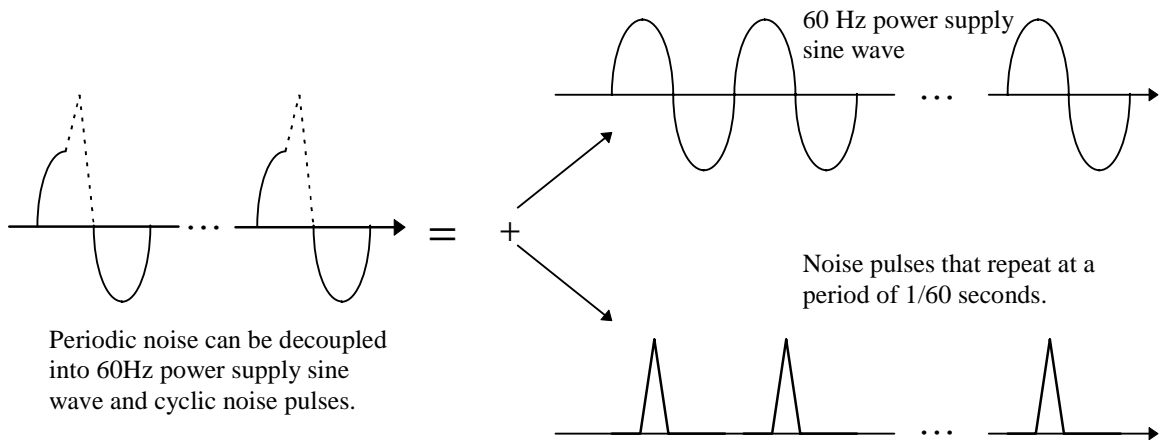 60 Hz power supply
sine wave
...
...
=
+
Noise pulses that repeat at a
period of 1/60 seconds.
Periodic noise can be decoupled
into 60Hz power supply sine
wave and cyclic noise pulses.
...